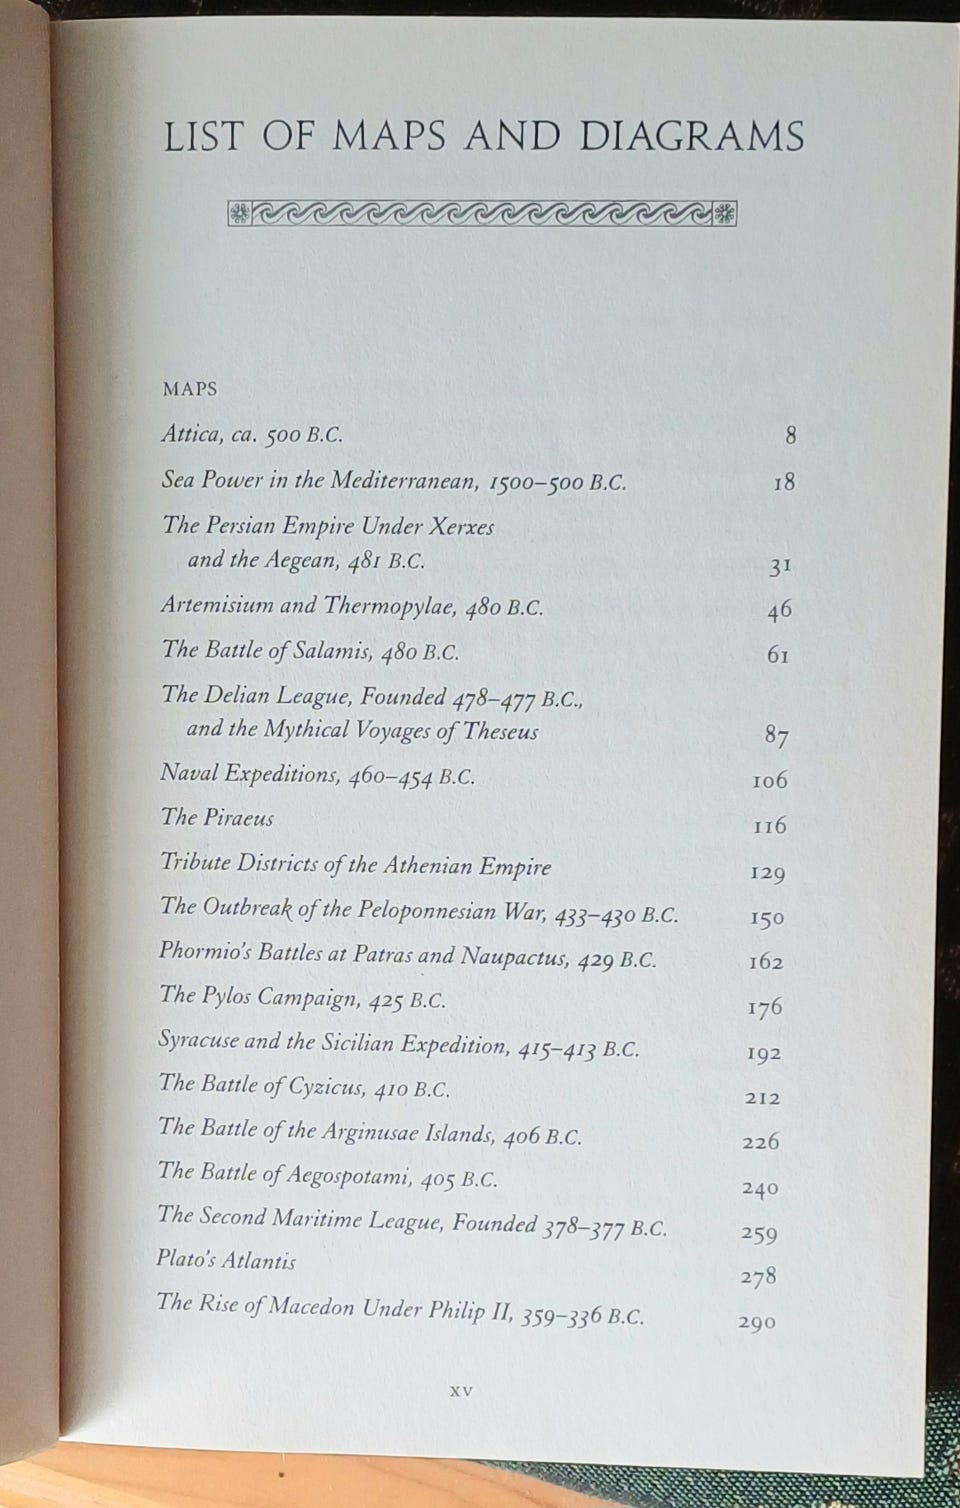 LIST OF MAPS AND DIAGRAMS
MAPS
Attica, ca. 500 B.C. 8
Sea Power in the Mediterranean, 1500–500 B.C. 18
The Persian Empire Under Xerxes
and the Aegean, 481 B.C. 31
Artemisium and Thermopylae, 480 B.C. 46
The Battle of Salamis, 480 B.C. 61
The Delian League, Founded 478–477 B.C.,
and the Mythical Voyages of Theseus 87
Naval Expeditions, 460–454 B.C. 106
The Piraeus 116
Tribute Districts of the Athenian Empire 129
The Outbreak of the Peloponnesian War, 433–430 B.C. 150
Phormio's Battles at Patras and Naupactus, 429 B.C. 162
The Pylos Campaign, 425 B.C. 176
Syracuse and the Sicilian Expedition, 415–413 B.C. 192
The Battle of Cyzicus, 410 B.C. 212
The Battle of the Arginusae Islands, 406 B.C. 226
The Battle of Aegospotami, 405 B.C. 240
The Second Maritime League, Founded 378–377 B.C. 259
Plato's Atlantis 278
The Rise of Macedon Under Philip II, 359–336 B.C. 290
xv